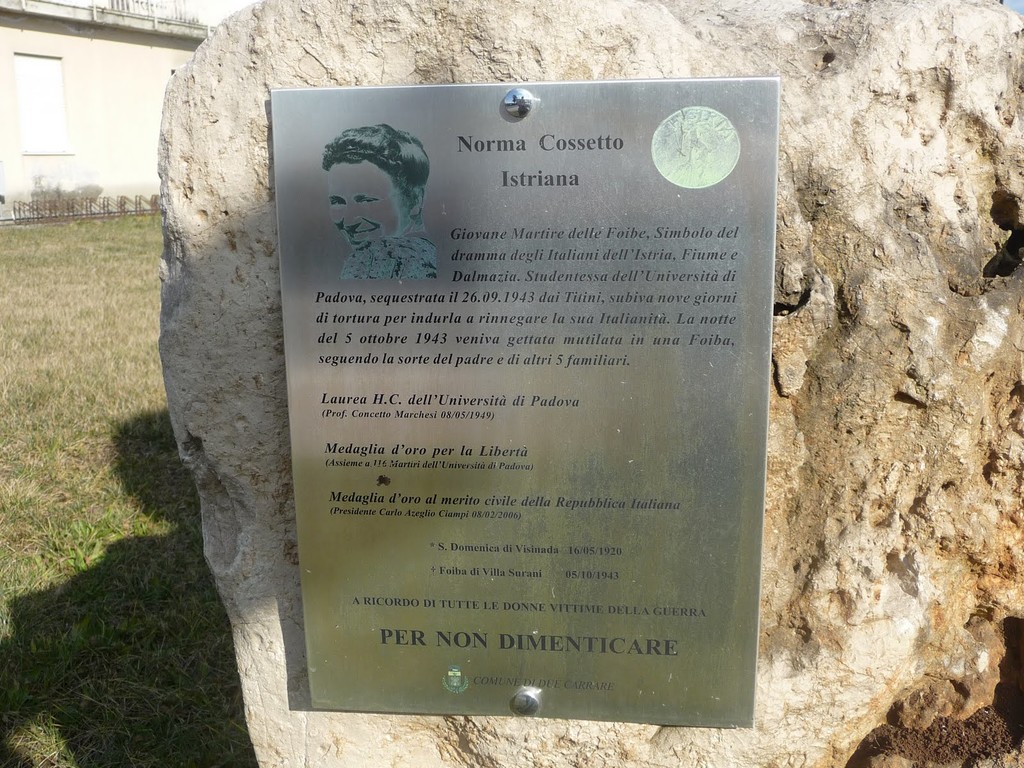 Norma Cossetto
Istriana
Giovane Martire delle Foibe, Simbolo del
dramma degli Italiani dell'Istria, Fiume e
Dalmazia. Studentessa dell'Università di
Padova, sequestrata il 26.09.1943 dai Titini, subiva nove giorni
di tortura per indurla a rinnegare la sua Italianità. La notte
del 5 ottobre 1943 veniva gettata mutilata in una Foiba,
seguendo la sorte del padre e di altri 5 familiari.
Laurea H.C. dell'Università di Padova
(Prof. Concetto Marchesi 08/05/1949)
Medaglia d'oro per la Libertà
(Assieme a Martiri dell'Università di Padova)
Medaglia d'oro al merito civile della Repubblica Italiana
(Presidente Carlo Azeglio Ciampi 08/02/2006)
* S. Domenica di Visinada 16/05/1920
† Foiba di Villa Surani 05/10/1943
A RICORDO DI TUTTE LE DONNE VITTIME DELLA GUERRA
PER NON DIMENTICARE
COMUNE DI DUE CARRARE